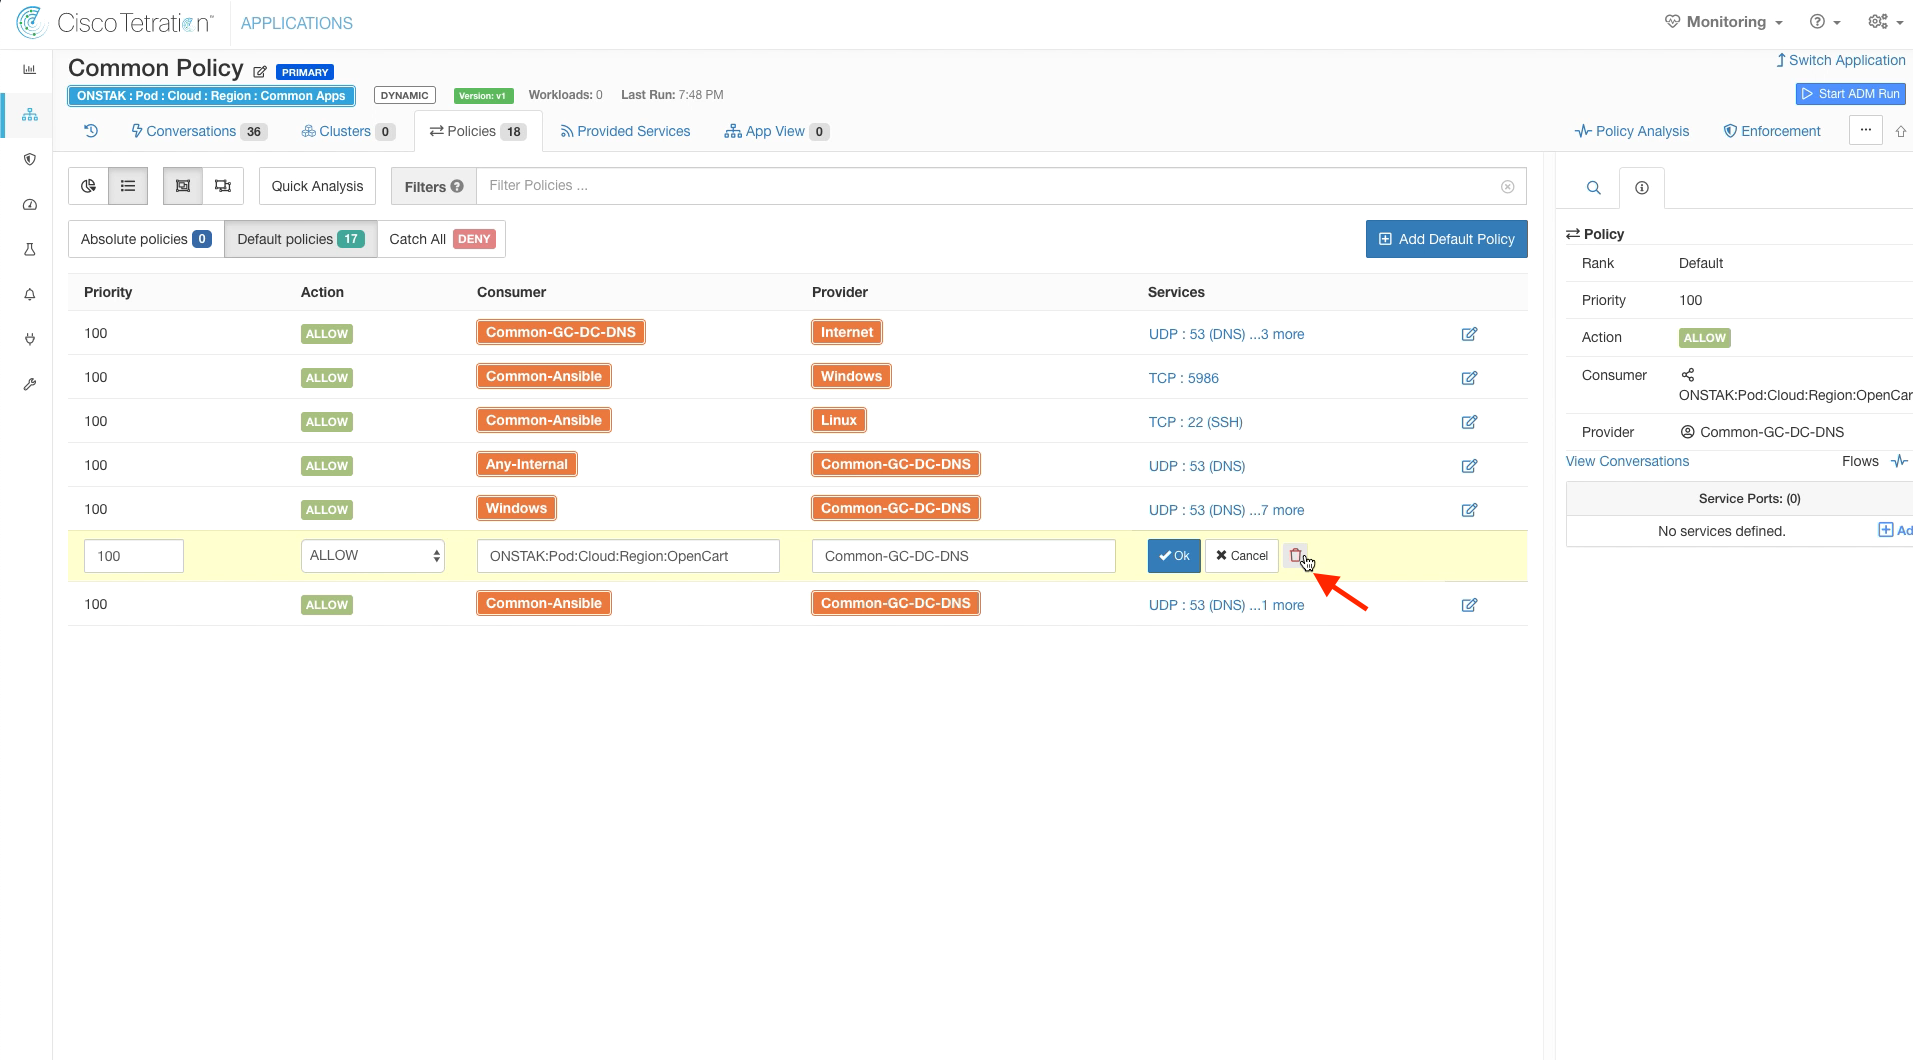 Cisco Tetration™ APPLICATIONS Monitoring
Common Policy PRIMARY Switch Application
ONSTAK : Pod : Cloud : Region : Common Apps DYNAMIC Version: v1 Workloads: 0 Last Run: 7:48 PM Start ADM Run
Conversations 36 Clusters 0 Policies 18 Provided Services App View 0 Policy Analysis Enforcement ...
Quick Analysis Filters Filter Policies ...
Absolute policies 0 Default policies 17 Catch All DENY Add Default Policy
Priority Action Consumer Provider Services
100 ALLOW Common-GC-DC-DNS Internet UDP : 53 (DNS) ...3 more
100 ALLOW Common-Ansible Windows TCP : 5986
100 ALLOW Common-Ansible Linux TCP : 22 (SSH)
100 ALLOW Any-Internal Common-GC-DC-DNS UDP : 53 (DNS)
100 ALLOW Windows Common-GC-DC-DNS UDP : 53 (DNS) ...7 more
100 ALLOW ONSTAK:Pod:Cloud:Region:OpenCart Common-GC-DC-DNS Ok Cancel
100 ALLOW Common-Ansible Common-GC-DC-DNS UDP : 53 (DNS) ...1 more
Policy
Rank Default
Priority 100
Action ALLOW
Consumer
ONSTAK:Pod:Cloud:Region:OpenCar
Provider Common-GC-DC-DNS
View Conversations Flows
Service Ports: (0)
No services defined. Ad